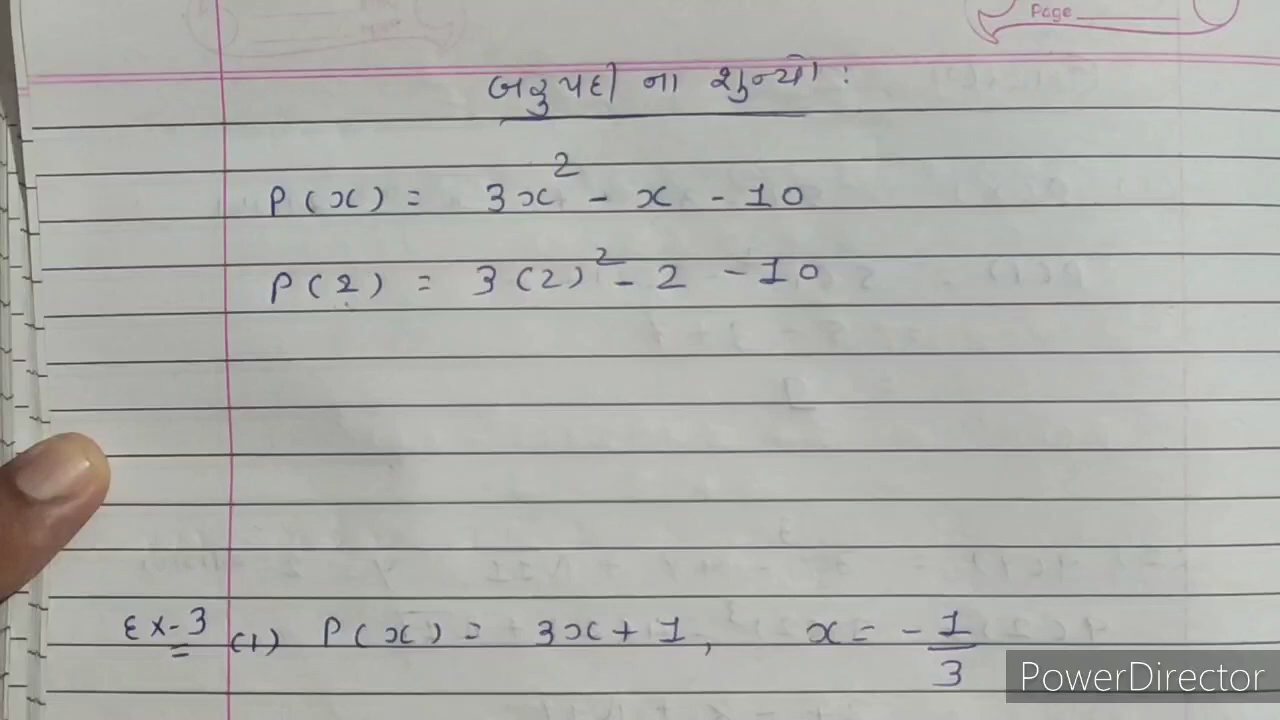 Page
બહુપદી ના શુન્યો :
P(x) = 3x² - x - 10
P(2) = 3(2)² - 2 - 10
Ex-3 (1) P(x) = 3x + 1, x = -1/3
PowerDirector